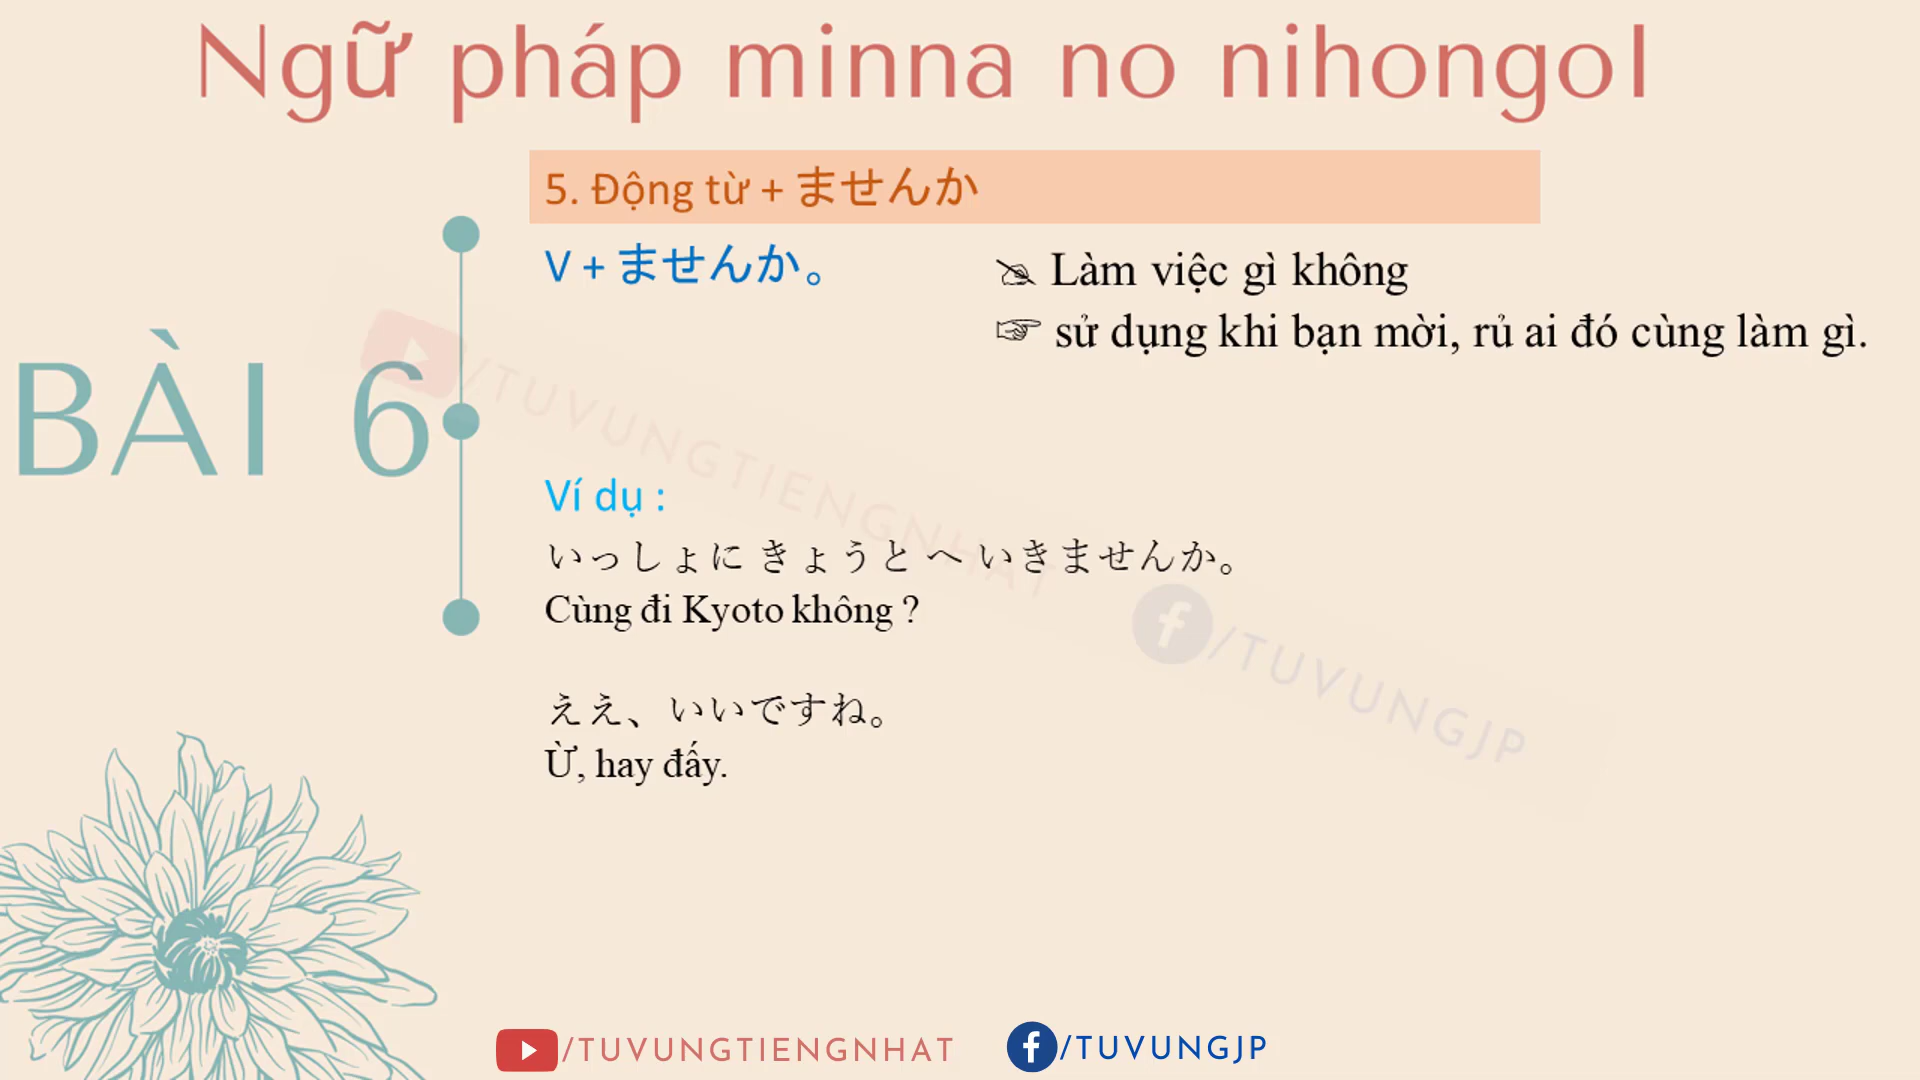 Ngữ pháp minna no nihongoI
5. Động từ + ませんか
V + ませんか。
Làm việc gì không
sử dụng khi bạn mời, rủ ai đó cùng làm gì.
BÀI 6
Ví dụ :
いっしょに きょうと へ いきませんか。
Cùng đi Kyoto không ?
ええ、いいですね。
Ừ, hay đấy.
/TUVUNGTIENGNHAT
/TUVUNGJP
/TUVUNGTIENGNHAT
/TUVUNGJP